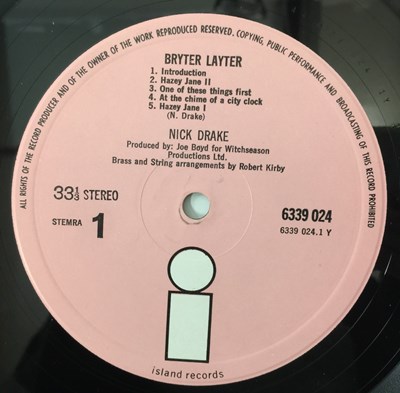 ALL RIGHTS OF THE RECORD PRODUCER AND OF THE OWNER OF THE WORK REPRODUCED RESERVED. COPYING, PUBLIC PERFORMANCE AND BROADCASTING OF THIS RECORD PROHIBITED
BRYTER LAYTER
1. Introduction
2. Hazey Jane II
3. One of these things first
4. At the chime of a city clock
5. Hazey Jane I
(N. Drake)
NICK DRAKE
Produced by: Joe Boyd for Witchseason
Productions Ltd.
Brass and String arrangements by Robert Kirby
33⅓ STEREO
6339 024
STEMRA 1
6339 024.1 Y
i
island records